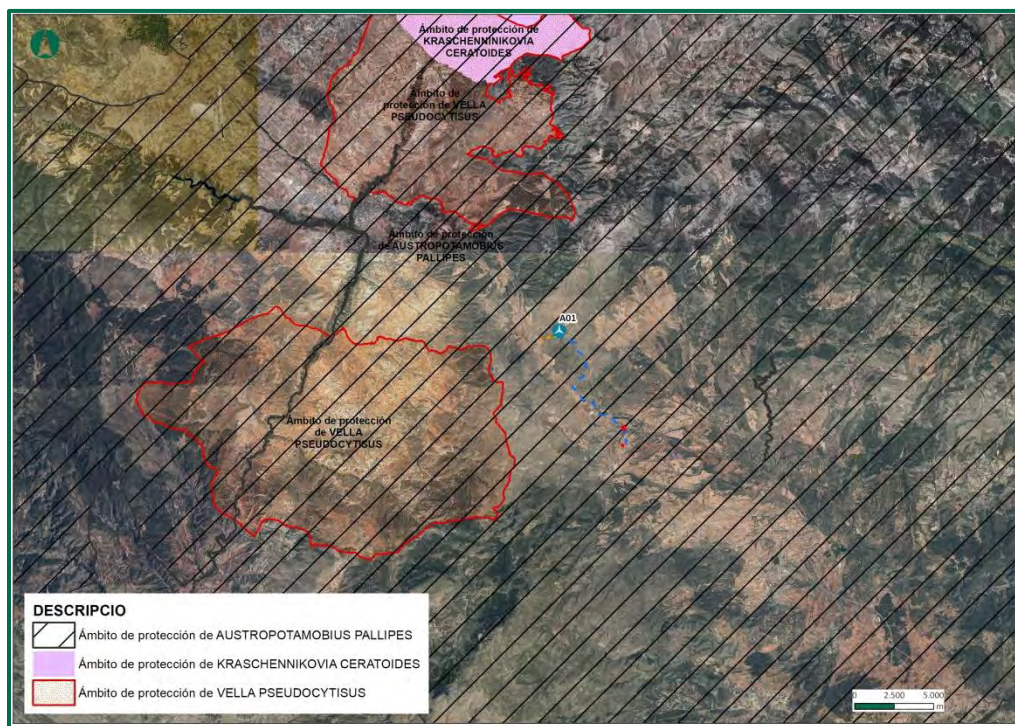 Ámbito de protección de
KRASCHENNINIKOVIA
CERATOIDES
Ámbito de
protección de VELLA
PSEUDOCYTISUS
Ámbito de protección
de AUSTROPOTAMOBIUS
PALLIPES
A01
Ámbito de protección
de VELLA
PSEUDOCYTISUS
DESCRIPCIO
Ámbito de protección de AUSTROPOTAMOBIUS PALLIPES
Ámbito de protección de KRASCHENNIKOVIA CERATOIDES
Ámbito de protección de VELLA PSEUDOCYTISUS
0 2.500 5.000
m